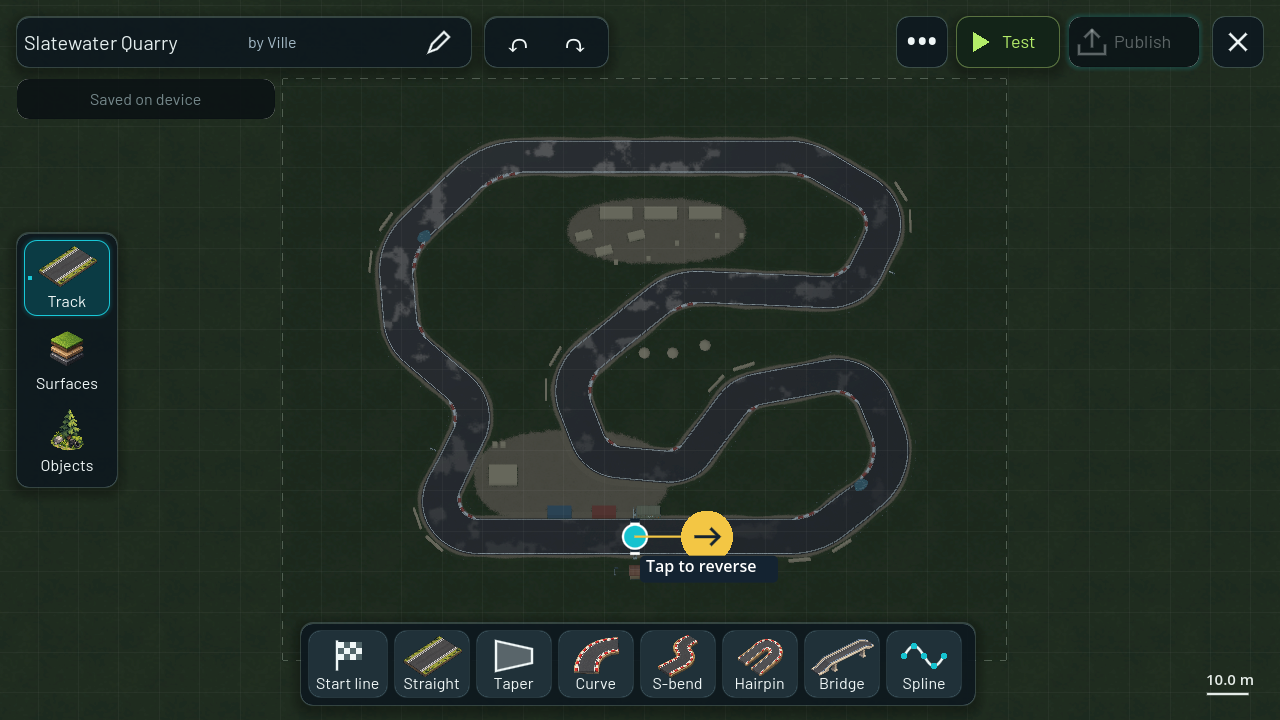 Slatewater Quarry
by Ville
Test
Publish
Saved on device
Track
Surfaces
Objects
Tap to reverse
Start line
Straight
Taper
Curve
S-bend
Hairpin
Bridge
Spline
10.0 m